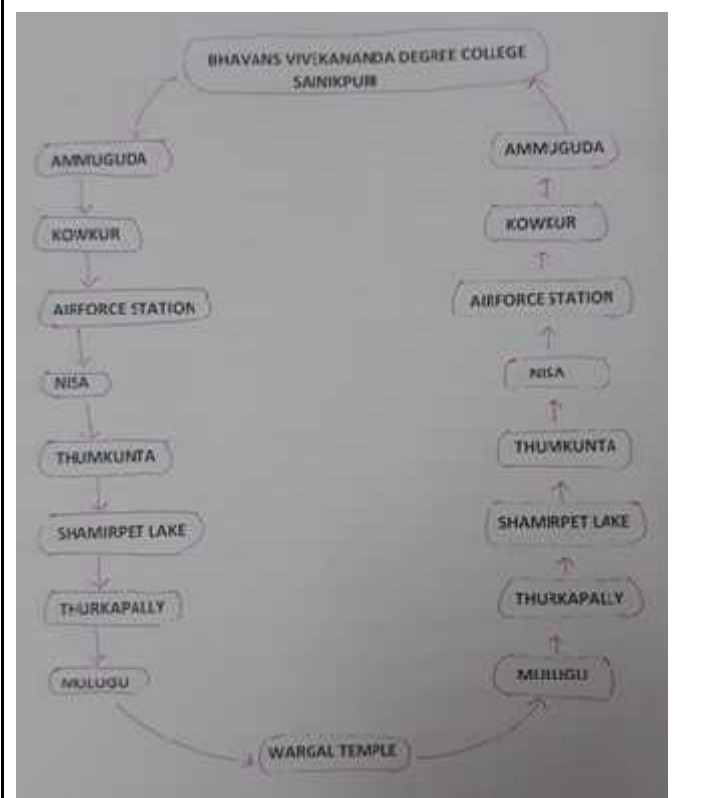 BHAVANS VIVEKANANDA DEGREE COLLEGE
SAINIKPURI
AMMUGUDA
KOWKUR
AIRFORCE STATION
NISA
THUMKUNTA
SHAMIRPET LAKE
THURKAPALLY
MULUGU
WARGAL TEMPLE
MULUGU
THURKAPALLY
SHAMIRPET LAKE
THUMKUNTA
NISA
AIRFORCE STATION
KOWKUR
AMMUGUDA